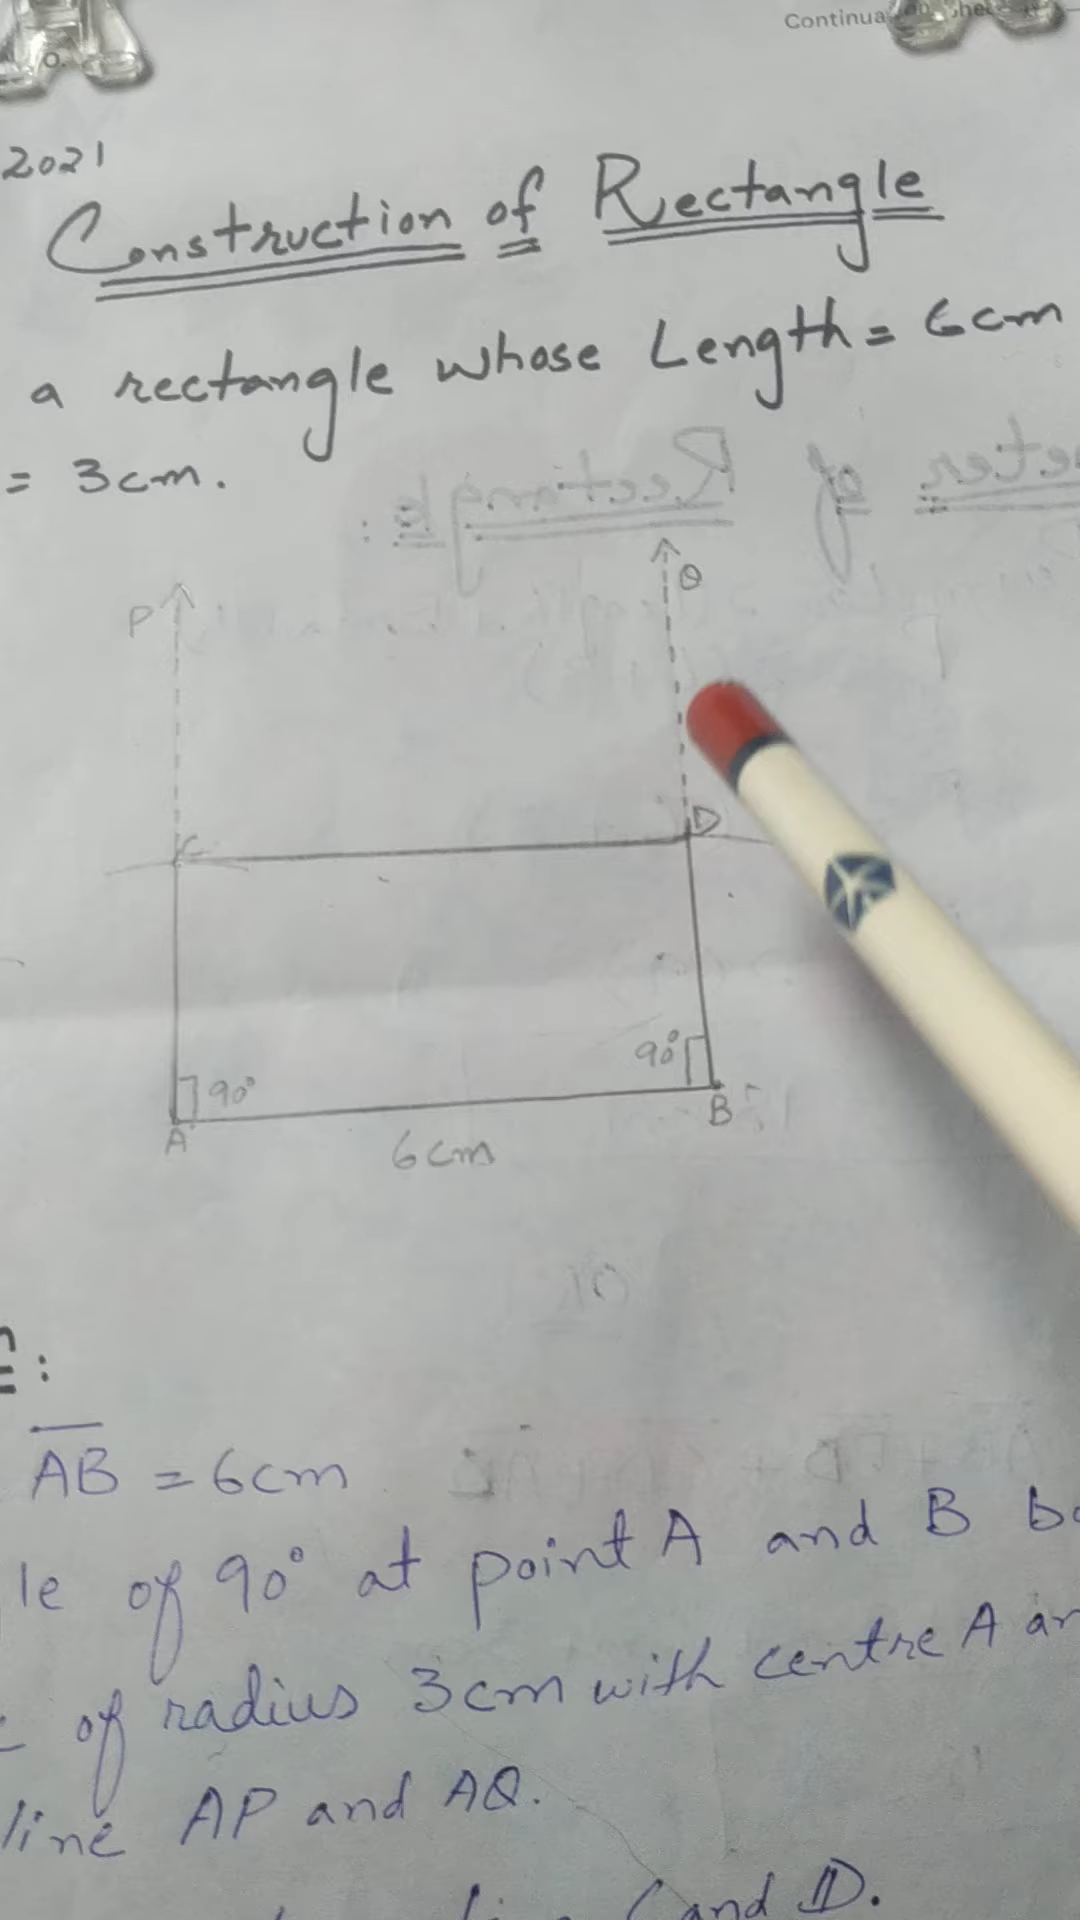 Continua
2021
Construction of Rectangle
a rectangle whose Length = 6cm
= 3cm.
P
Q
C
D
90°
90°
A
B
6cm
AB = 6cm
le of 90° at point A and B
of radius 3cm with centre A
line AP and AQ.
C and D.